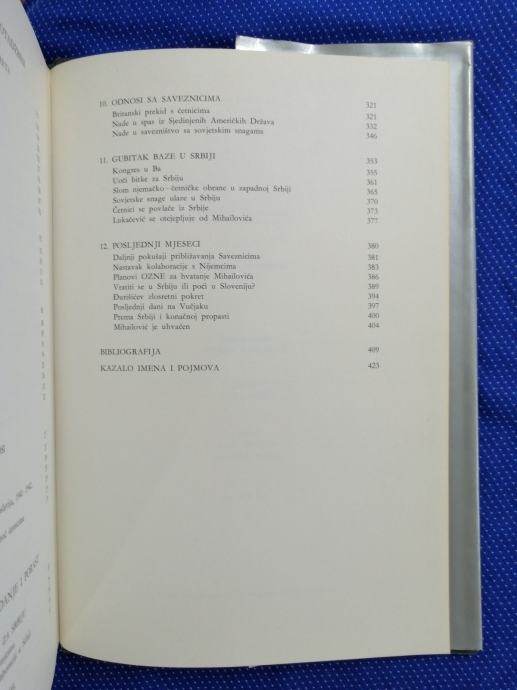 10. ODNOSI SA SAVEZNICIMA 321
Britanski prekid s četnicima 321
Nade u spas iz Sjedinjenih Američkih Država 332
Nade u savezništvo sa sovjetskim snagama 346
11. GUBITAK BAZE U SRBIJI 353
Kongres u Ba 355
Uoči bitke za Srbiju 361
Slom njemačko-četničke obrane u zapadnoj Srbiji 365
Sovjetske snage ulaze u Srbiju 370
Četnici se povlače iz Srbije 373
Lukačević se otcjepljuje od Mihailovića 377
12. POSLJEDNJI MJESECI 380
Daljnji pokušaji približavanja Saveznicima 381
Nastavak kolaboracije s Nijemcima 383
Planovi OZNE za hvatanje Mihailovića 386
Vratiti se u Srbiju ili poći u Sloveniju? 389
Đurišićev zlosretni pokret 394
Posljednji dani na Vučjaku 397
Prema Srbiji i konačnoj propasti 400
Mihailović je uhvaćen 404
BIBLIOGRAFIJA 409
KAZALO IMENA I POJMOVA 423